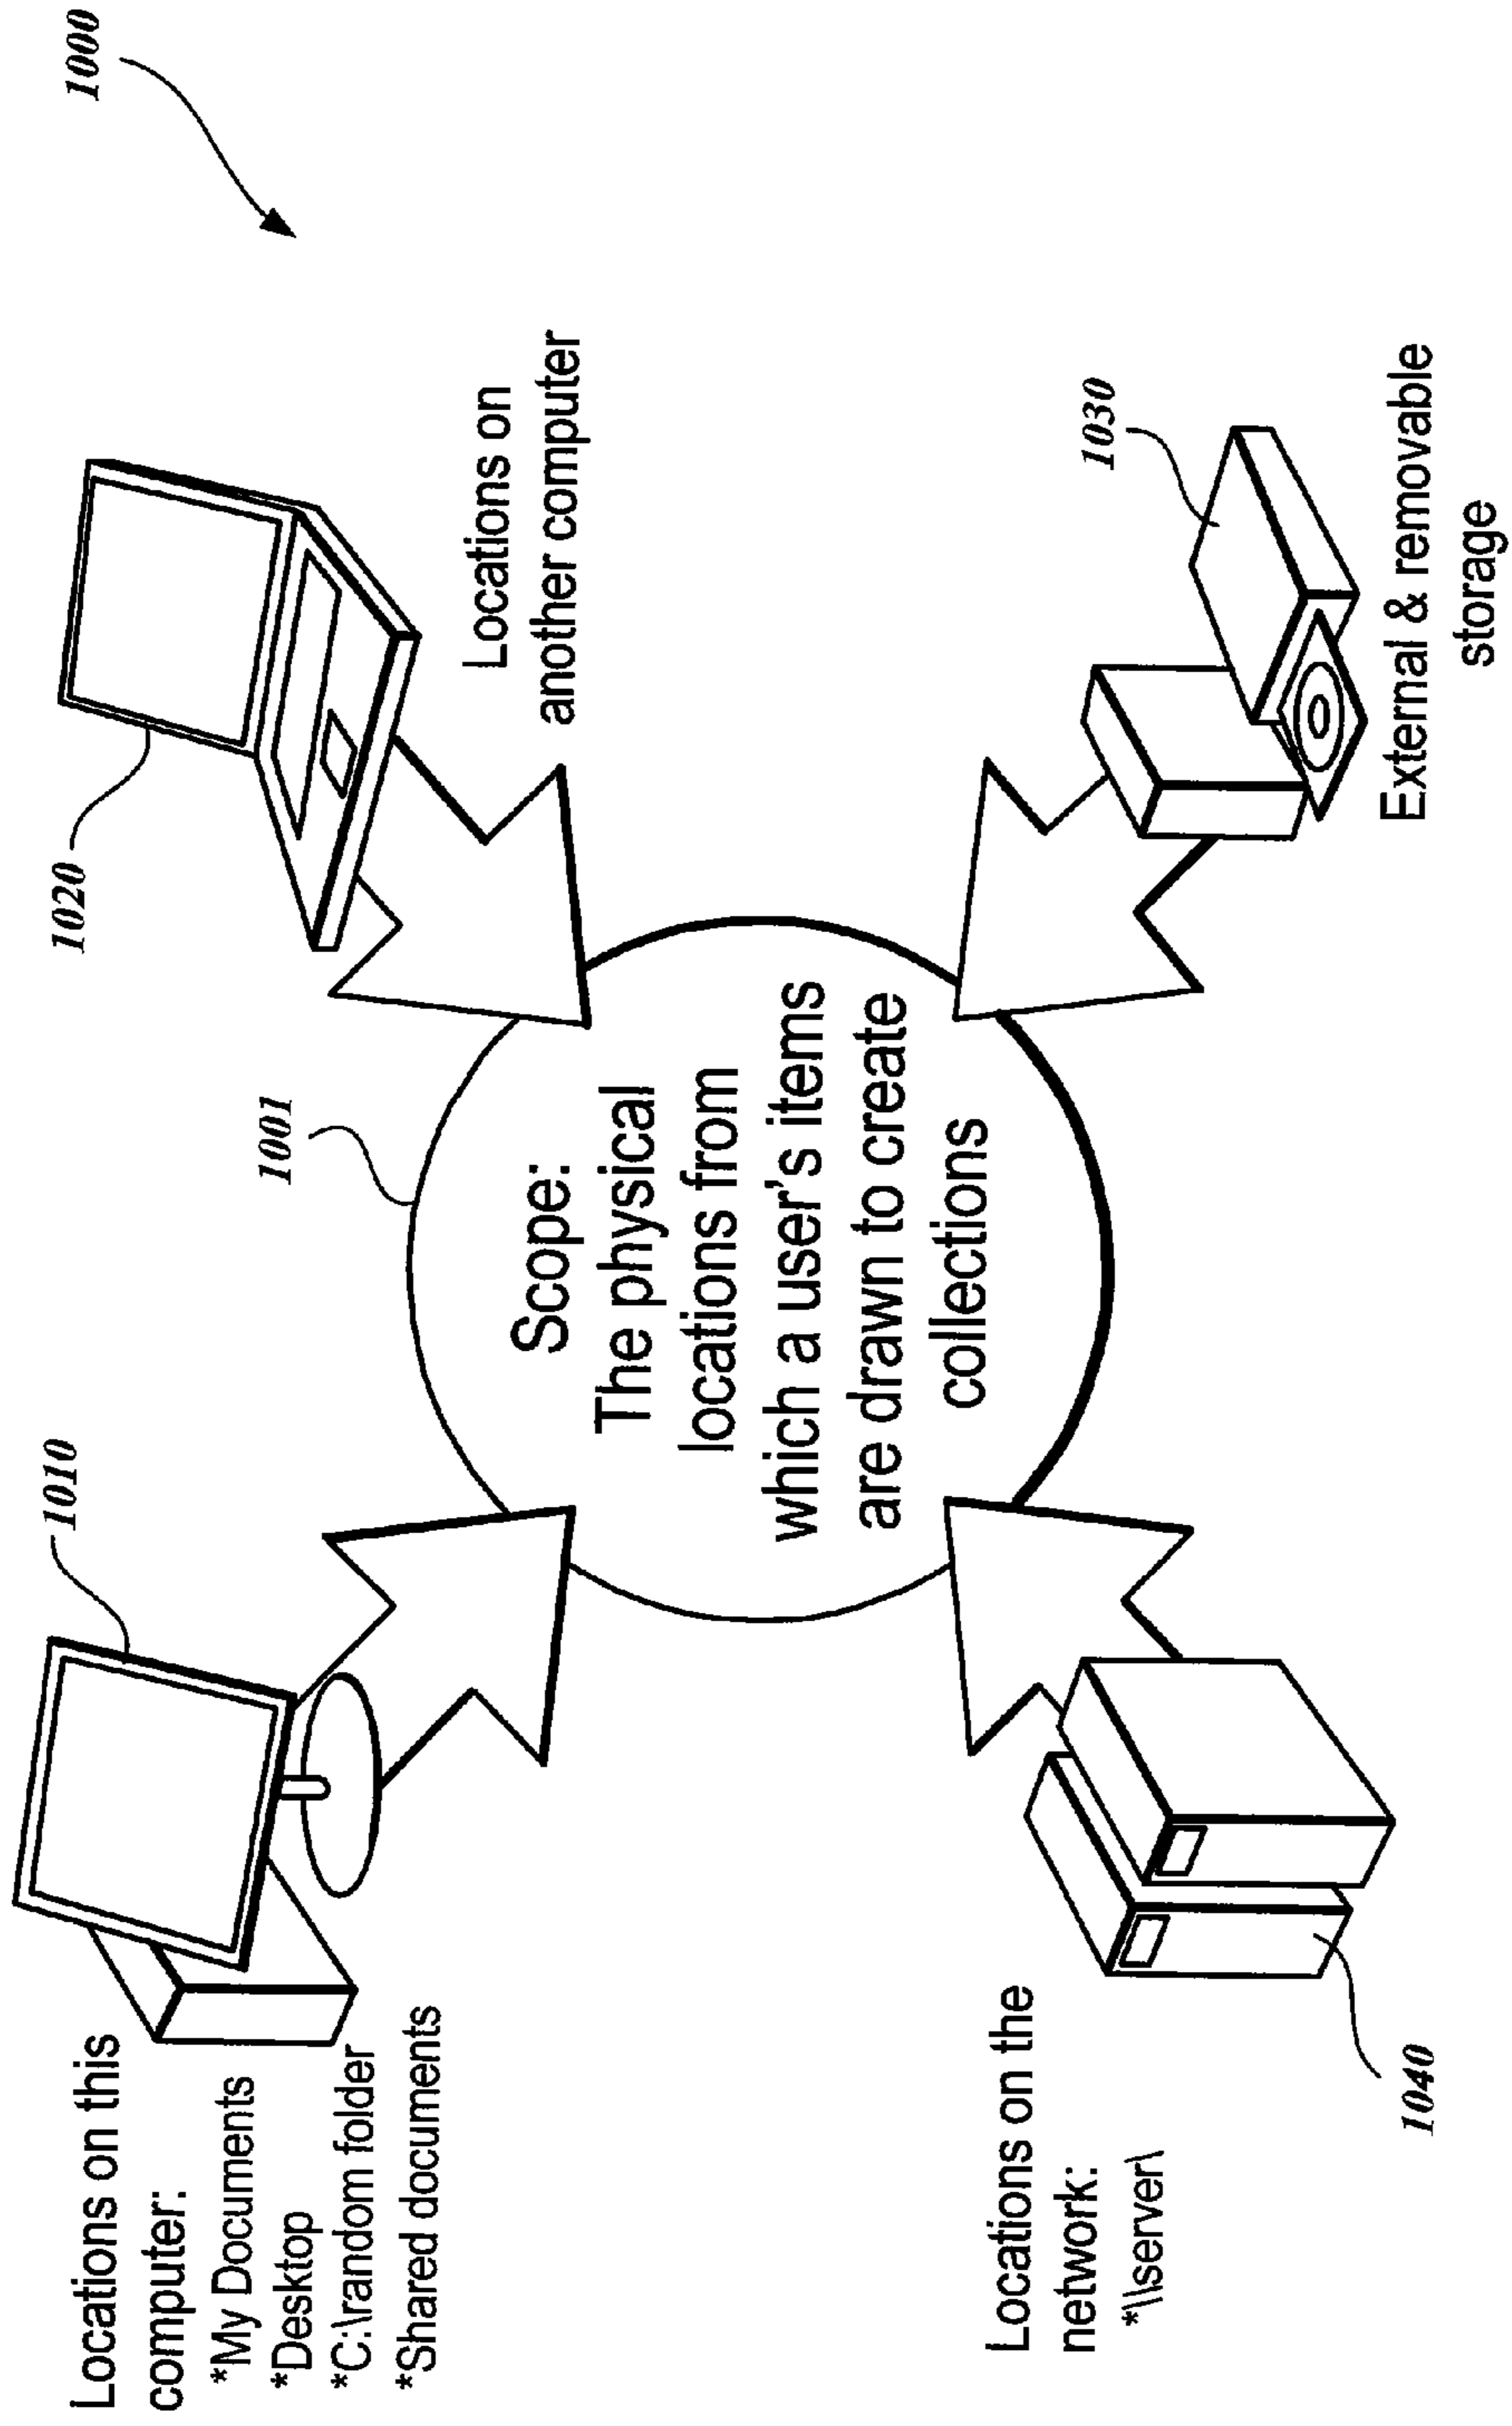 1000
1010
1020
Locations on this
computer:
*My Documents
*Desktop
*C:\random folder
*Shared documents
Locations on
another computer
1001
Scope:
The physical
locations from
which a user's items
are drawn to create
collections
Locations on the
network:
*\\server\
1040
1030
External & removable
storage